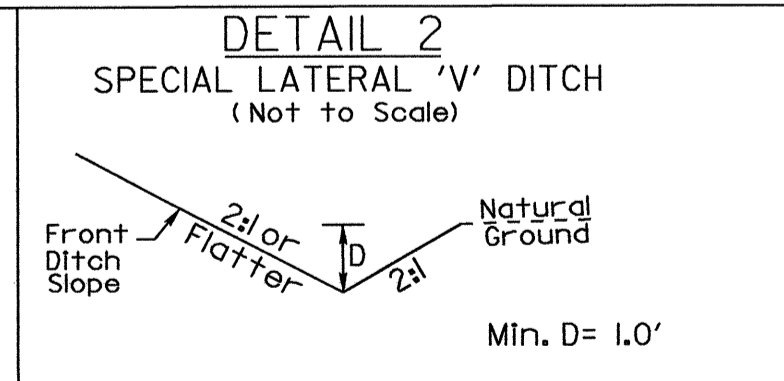 DETAIL 2
SPECIAL LATERAL 'V' DITCH
(Not to Scale)
Front
Ditch
Slope
2:1 or
Flatter
D
2:1
Natural
Ground
Min. D= 1.0'